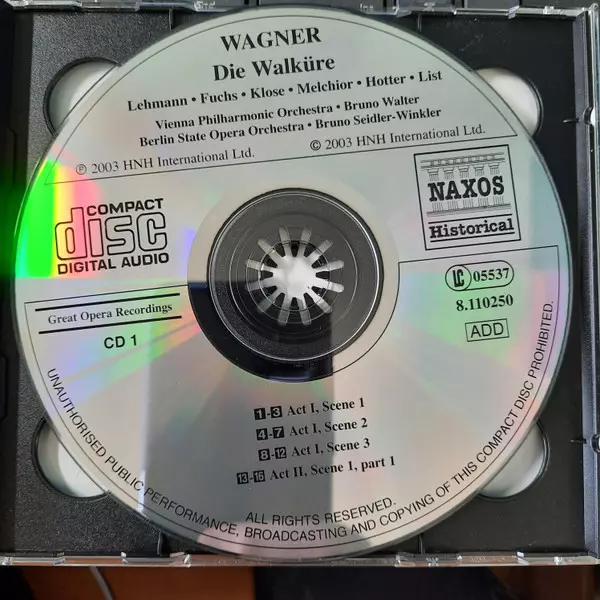 WAGNER
Die Walküre
Lehmann • Fuchs • Klose • Melchior • Hotter • List
Vienna Philharmonic Orchestra • Bruno Walter
Berlin State Opera Orchestra • Bruno Seidler-Winkler
℗ 2003 HNH International Ltd.
© 2003 HNH International Ltd.
COMPACT
disc
DIGITAL AUDIO
NAXOS
Historical
LC 05537
8.110250
ADD
Great Opera Recordings
CD 1
1-3 Act I, Scene 1
4-7 Act I, Scene 2
8-12 Act I, Scene 3
13-16 Act II, Scene 1, part 1
ALL RIGHTS RESERVED.
UNAUTHORISED PUBLIC PERFORMANCE, BROADCASTING AND COPYING OF THIS COMPACT DISC PROHIBITED.